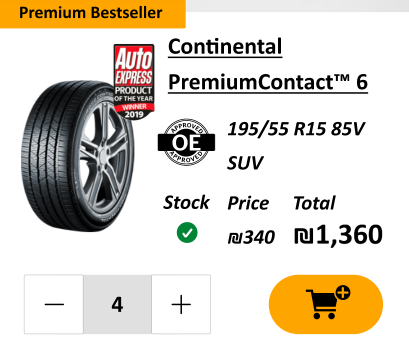 Premium Bestseller
Continental
PremiumContact™ 6
Auto
EXPRESS
PRODUCT
OF THE YEAR
WINNER
2019
APPROVED
OE
APPROVED
195/55 R15 85V
SUV
Stock Price Total
₪340 ₪1,360
— 4 +